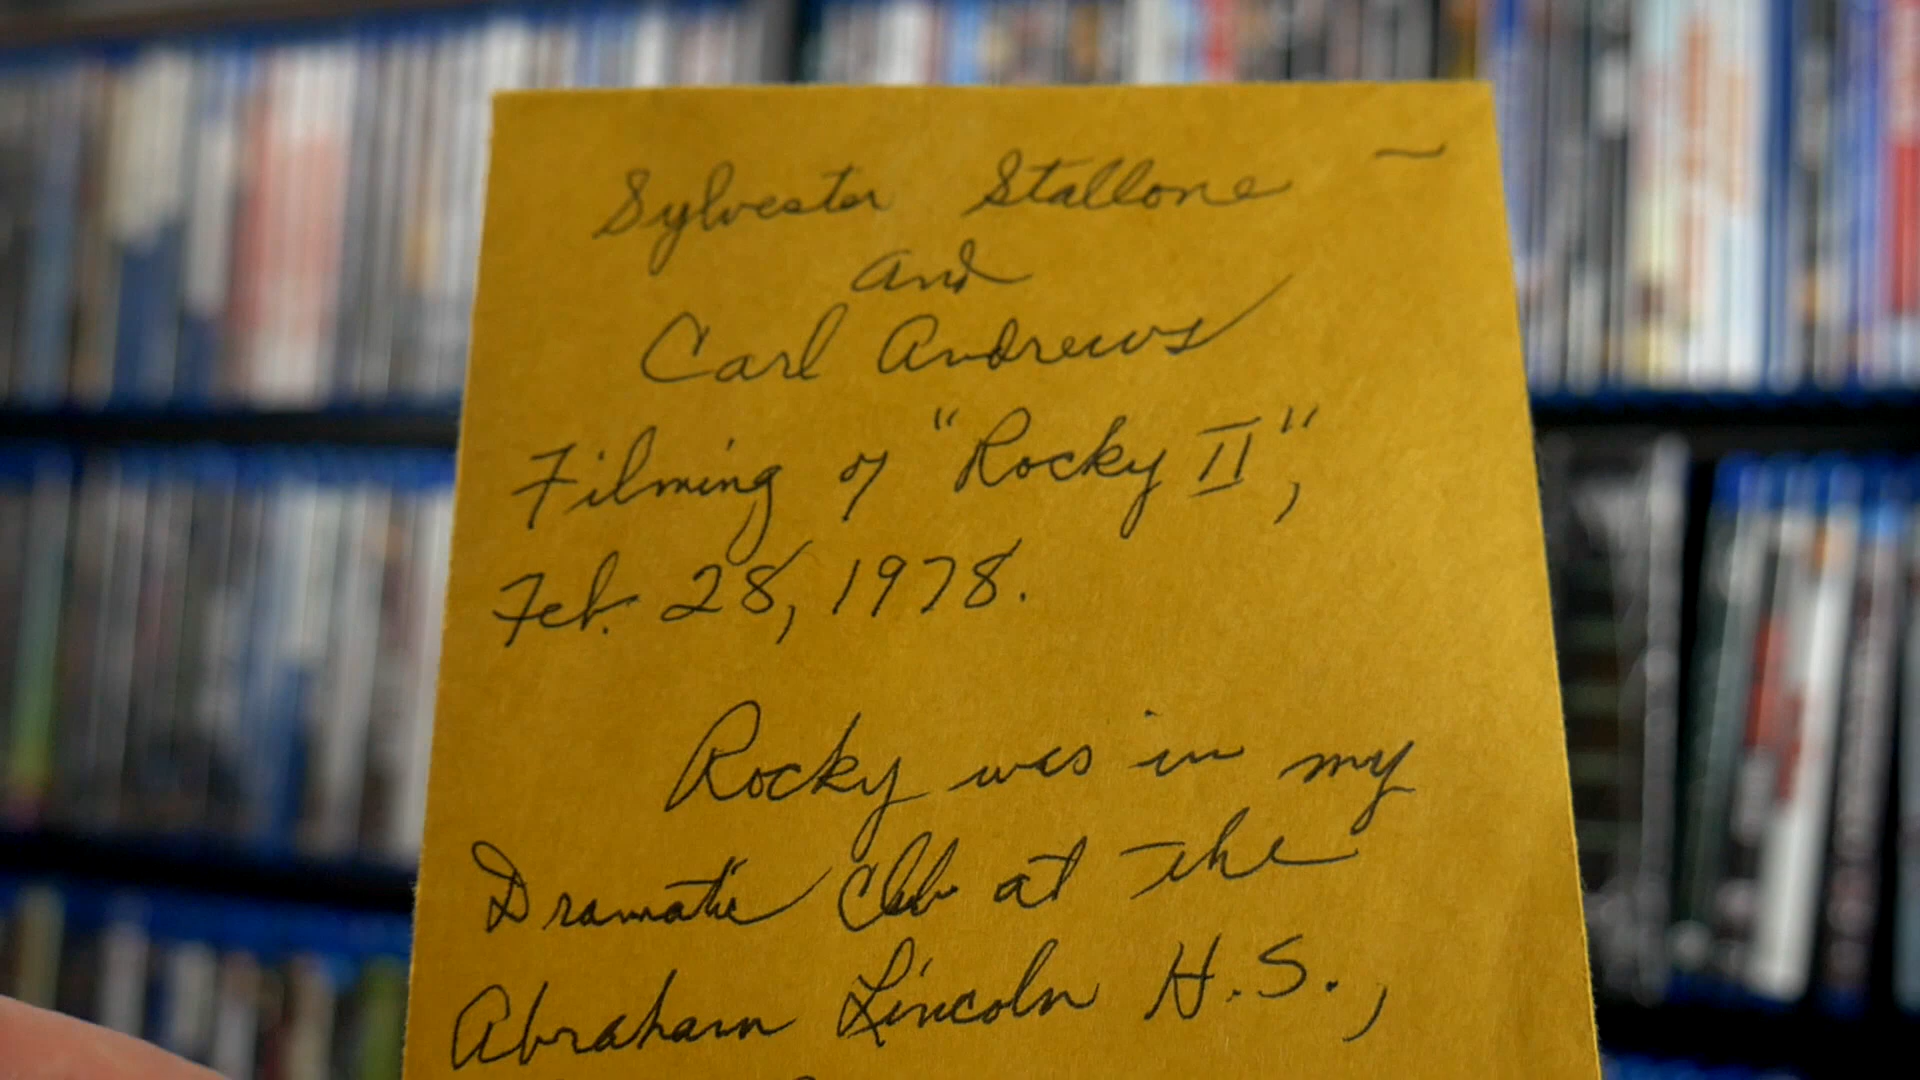 Sylvester Stallone ~
and
Carl Andrews
Filming of "Rocky II",
Feb. 28, 1978.
Rocky was in my
Dramatic Club at the
Abraham Lincoln H.S.,